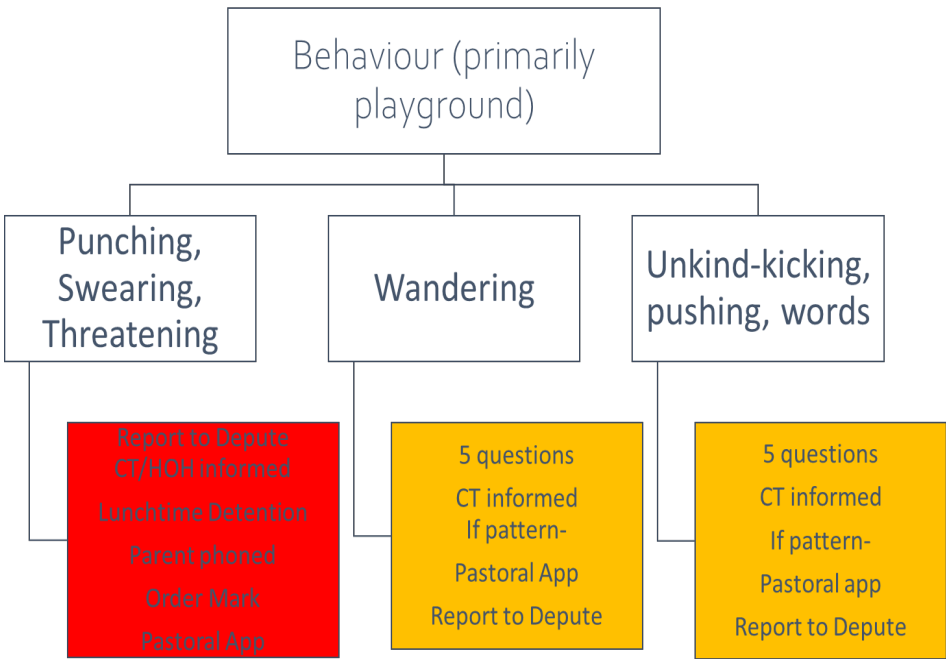 Behaviour (primarily
playground)
Punching,
Swearing,
Threatening
Wandering
Unkind-kicking,
pushing, words
Report to Depute
CT/HOH informed
Lunchtime Detention
Parent phoned
Order Mark
Pastoral App
5 questions
CT informed
If pattern-
Pastoral App
Report to Depute
5 questions
CT informed
If pattern-
Pastoral app
Report to Depute